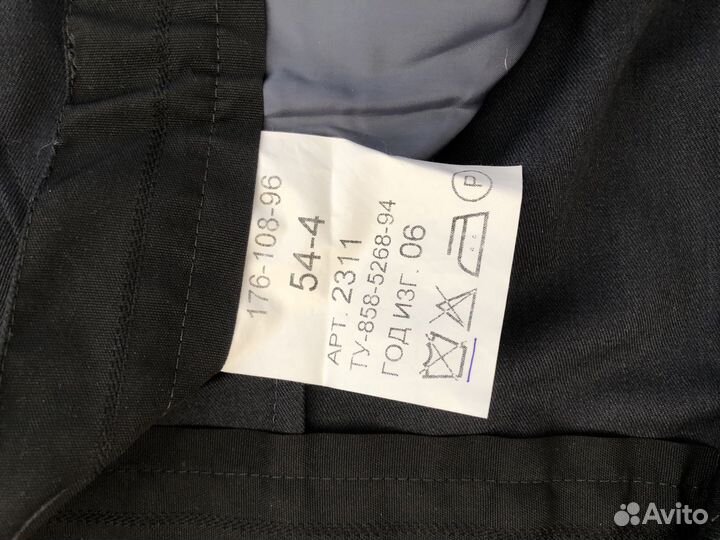 176-108-96
54-4
АРТ. 2311
ТУ-858-5268-94
ГОД ИЗГ. 06
P
Avito